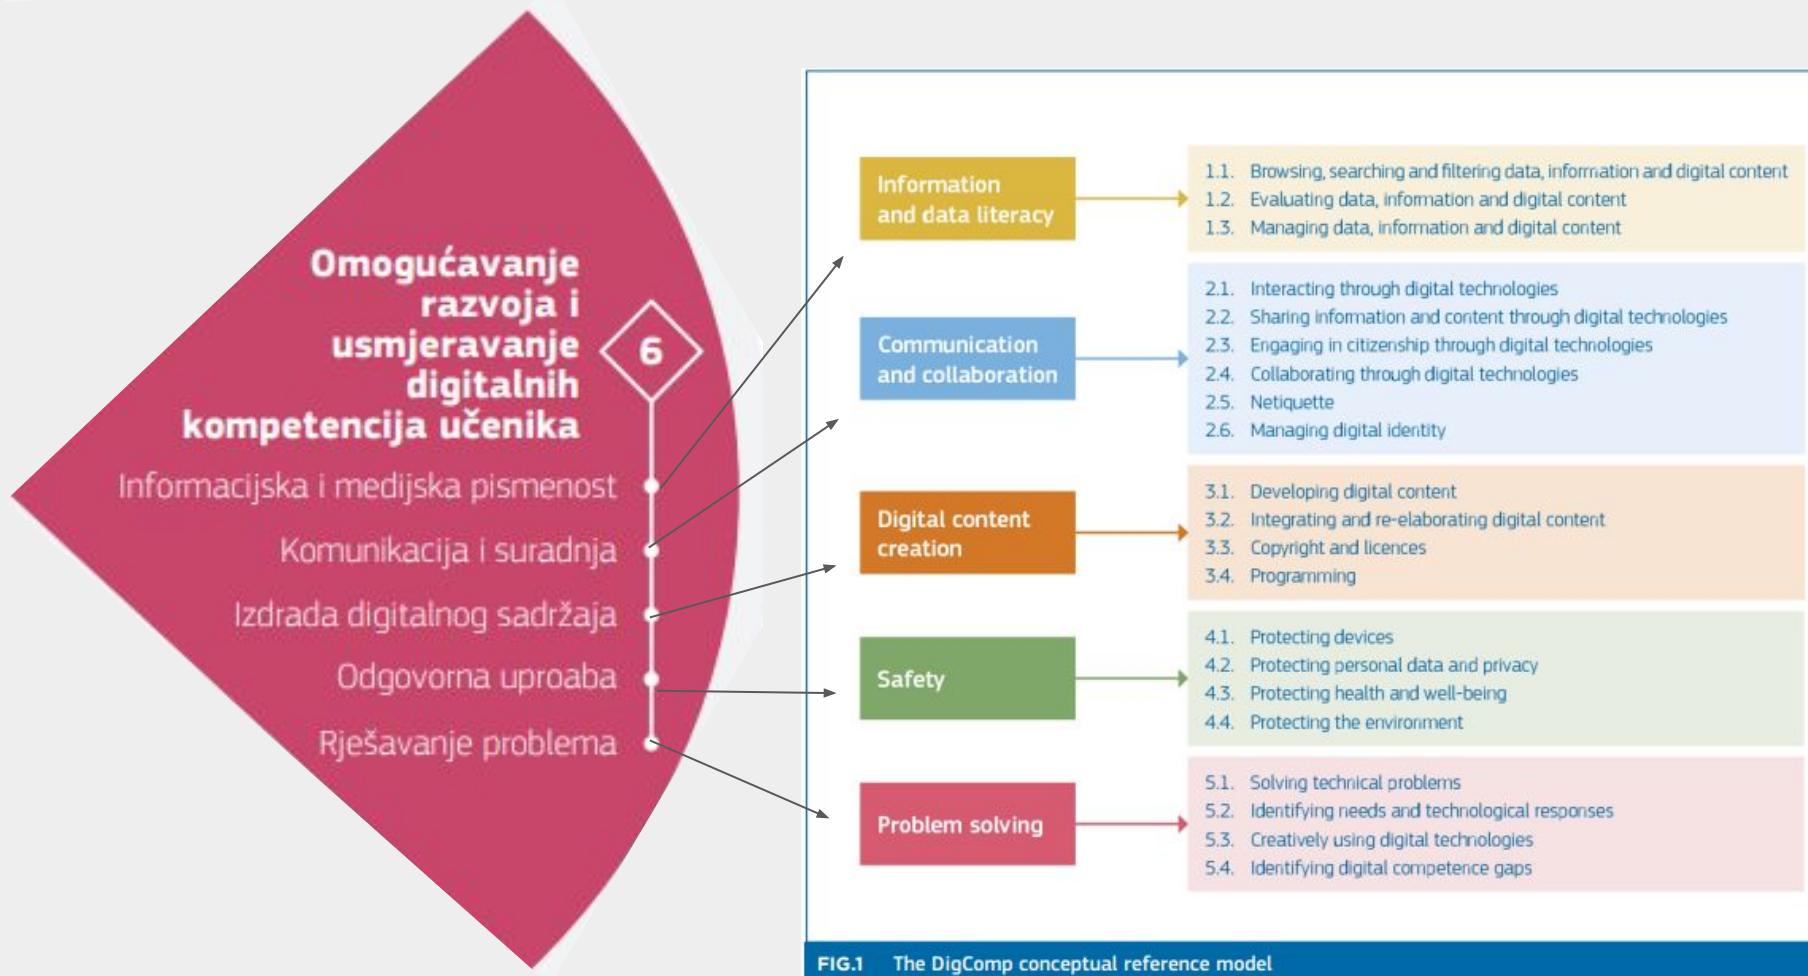 Omogućavanje
razvoja i
usmjeravanje
digitalnih
kompetencija učenika
6
Informacijska i medijska pismenost
Komunikacija i suradnja
Izdrada digitalnog sadržaja
Odgovorna uproaba
Rješavanje problema
Information
and data literacy
1.1. Browsing, searching and filtering data, information and digital content
1.2. Evaluating data, information and digital content
1.3. Managing data, information and digital content
Communication
and collaboration
2.1. Interacting through digital technologies
2.2. Sharing information and content through digital technologies
2.3. Engaging in citizenship through digital technologies
2.4. Collaborating through digital technologies
2.5. Netiquette
2.6. Managing digital identity
Digital content
creation
3.1. Developing digital content
3.2. Integrating and re-elaborating digital content
3.3. Copyright and licences
3.4. Programming
Safety
4.1. Protecting devices
4.2. Protecting personal data and privacy
4.3. Protecting health and well-being
4.4. Protecting the environment
Problem solving
5.1. Solving technical problems
5.2. Identifying needs and technological responses
5.3. Creatively using digital technologies
5.4. Identifying digital competence gaps
FIG.1 The DigComp conceptual reference model